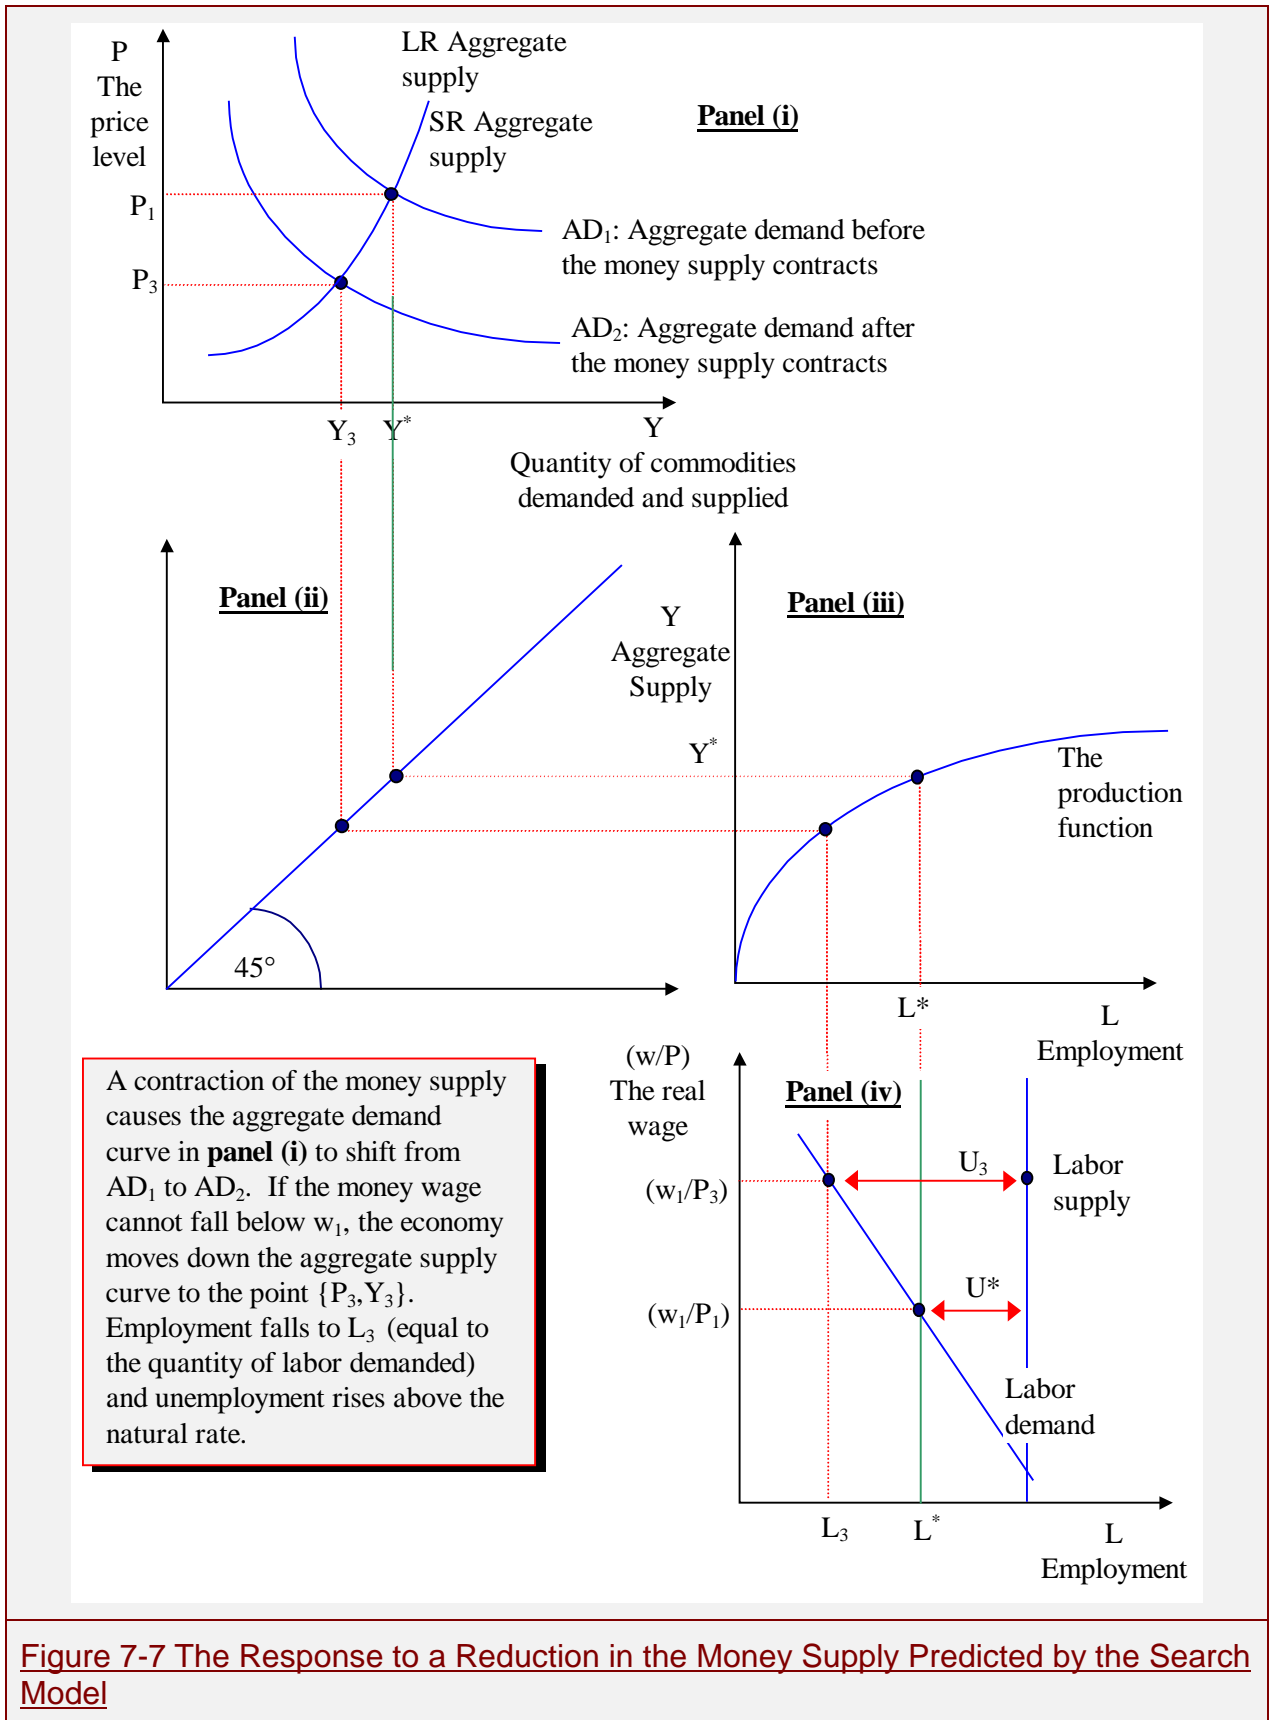 P
The
price
level
LR Aggregate
supply
SR Aggregate
supply
Panel (i)
P₁
AD₁: Aggregate demand before
the money supply contracts
P₃
AD₂: Aggregate demand after
the money supply contracts
Y₃
Y*
Y
Quantity of commodities
demanded and supplied
Panel (ii)
45°
Y
Aggregate
Supply
Panel (iii)
Y*
The
production
function
L*
L
Employment
A contraction of the money supply
causes the aggregate demand
curve in panel (i) to shift from
AD₁ to AD₂. If the money wage
cannot fall below w₁, the economy
moves down the aggregate supply
curve to the point {P₃,Y₃}.
Employment falls to L₃ (equal to
the quantity of labor demanded)
and unemployment rises above the
natural rate.
(w/P)
The real
wage
Panel (iv)
U₃
Labor
supply
(w₁/P₃)
U*
(w₁/P₁)
Labor
demand
L₃
L*
L
Employment
Figure 7-7 The Response to a Reduction in the Money Supply Predicted by the Search
Model